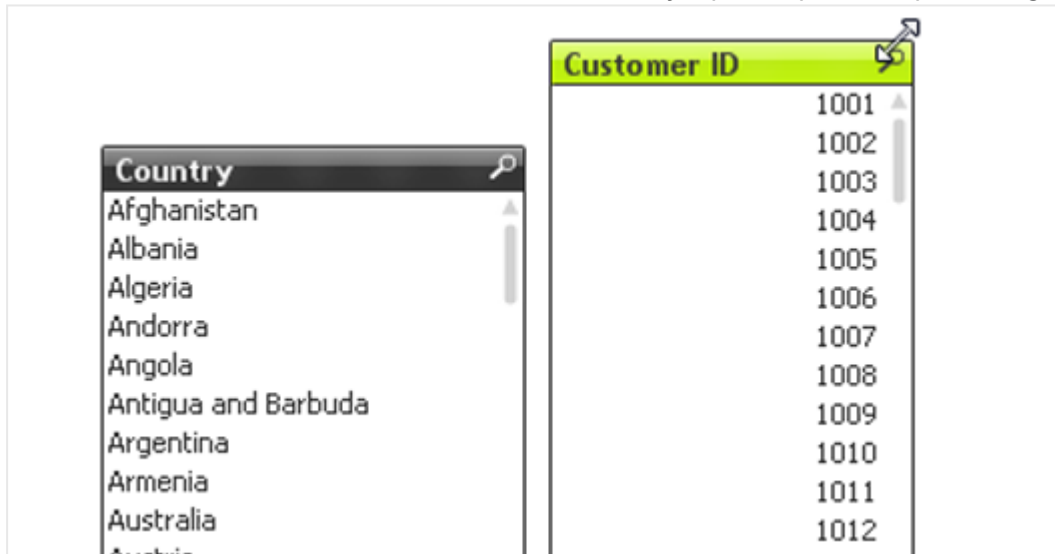 Customer ID
1001
1002
1003
1004
1005
1006
1007
1008
1009
1010
1011
1012
Country
Afghanistan
Albania
Algeria
Andorra
Angola
Antigua and Barbuda
Argentina
Armenia
Australia